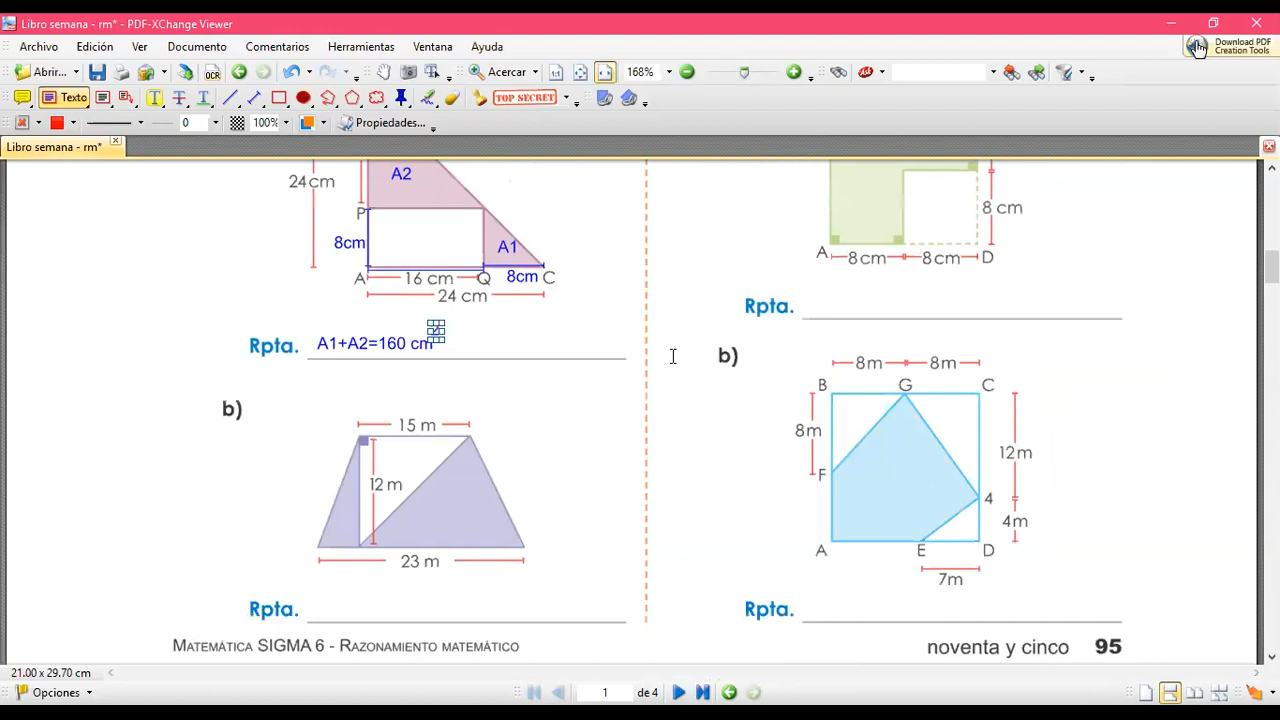 Libro semana - rm* - PDF-XChange Viewer
Archivo Edición Ver Documento Comentarios Herramientas Ventana Ayuda
Download PDF
Creation Tools
Abrir... OCR Acercar 168%
Texto TOP SECRET
0 100% Propiedades...
Libro semana - rm*
24 cm
A2
P
8cm
A1
A 16 cm Q 8cm C
24 cm
Rpta. A1+A2=160 cm
b)
15 m
12 m
23 m
Rpta.
8 cm
A 8 cm 8 cm D
Rpta.
b)
8m 8m
B G C
8m
12m
F
4
4m
A E D
7m
Rpta.
MATEMÁTICA SIGMA 6 - RAZONAMIENTO MATEMÁTICO
noventa y cinco 95
21.00 x 29.70 cm
Opciones 1 de 4